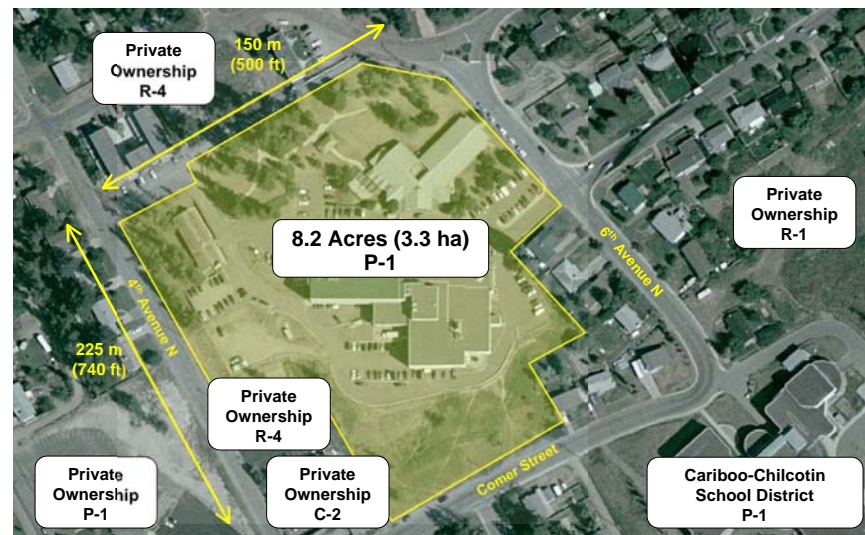 Private
Ownership
R-4
150 m
(500 ft)
8.2 Acres (3.3 ha)
P-1
Private
Ownership
R-1
6th Avenue N
4th Avenue N
225 m
(740 ft)
Private
Ownership
R-4
Private
Ownership
P-1
Private
Ownership
C-2
Comer Street
Cariboo-Chilcotin
School District
P-1